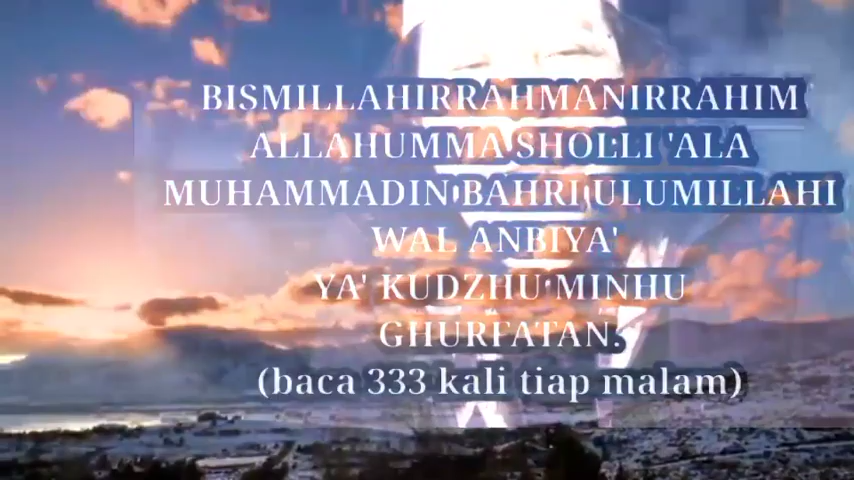 BISMILLAHIRRAHMANIRRAHIM
ALLAHUMMA SHOLLI 'ALA
MUHAMMADIN BAHRI ULUMILLAHI
WAL ANBIYA'
YA' KUDZHU MINHU
GHURFATAN.
(baca 333 kali tiap malam)